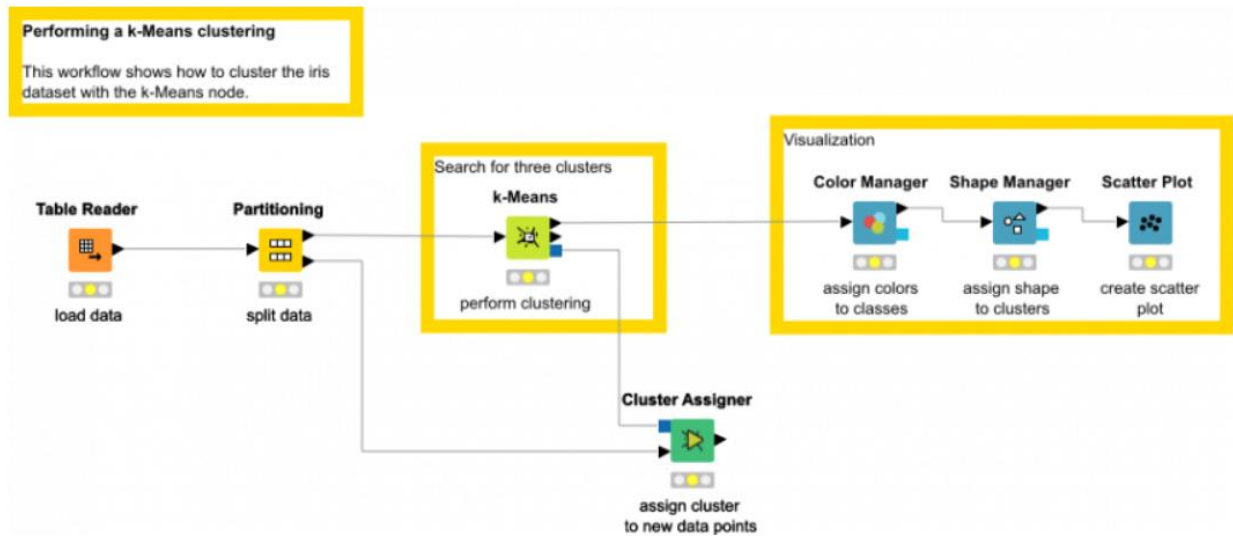 Performing a k-Means clustering
This workflow shows how to cluster the iris
dataset with the k-Means node.
Visualization
Search for three clusters
Color Manager
Shape Manager
Scatter Plot
k-Means
Table Reader
Partitioning
assign colors
to classes
assign shape
to clusters
create scatter
plot
perform clustering
load data
split data
Cluster Assigner
assign cluster
to new data points